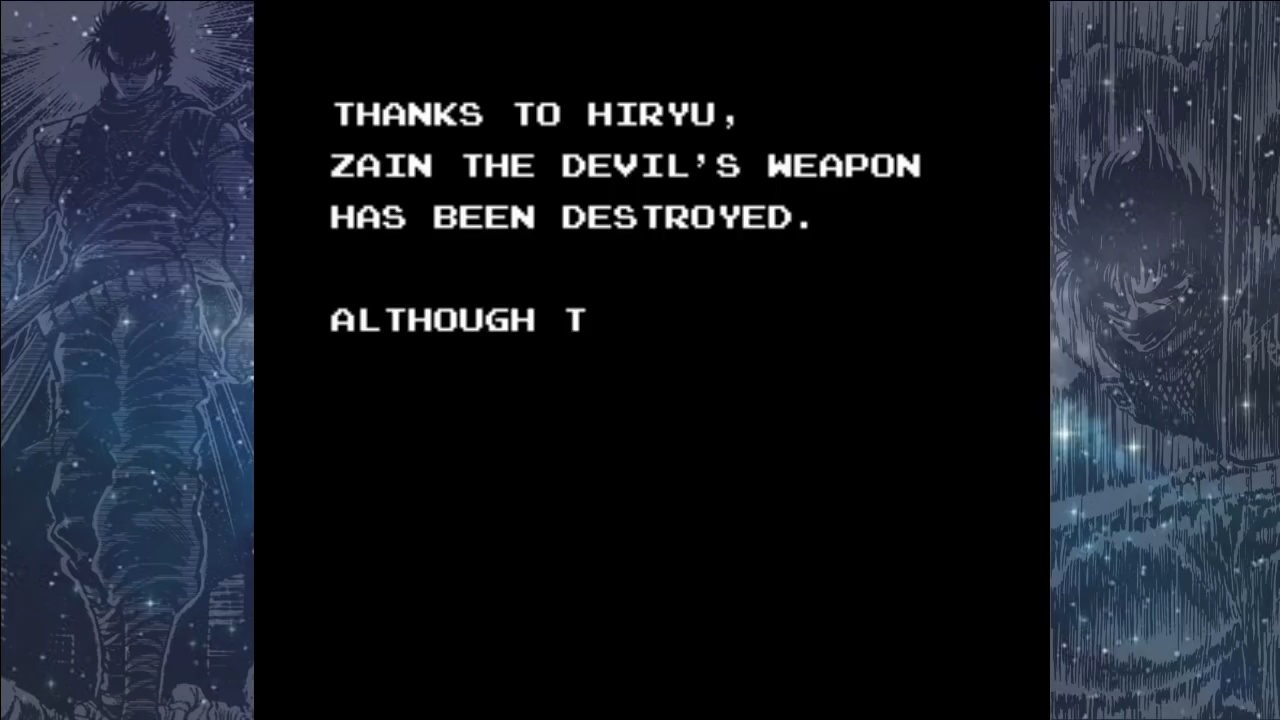 THANKS TO HIRYU,
ZAIN THE DEVIL'S WEAPON
HAS BEEN DESTROYED.
ALTHOUGH T